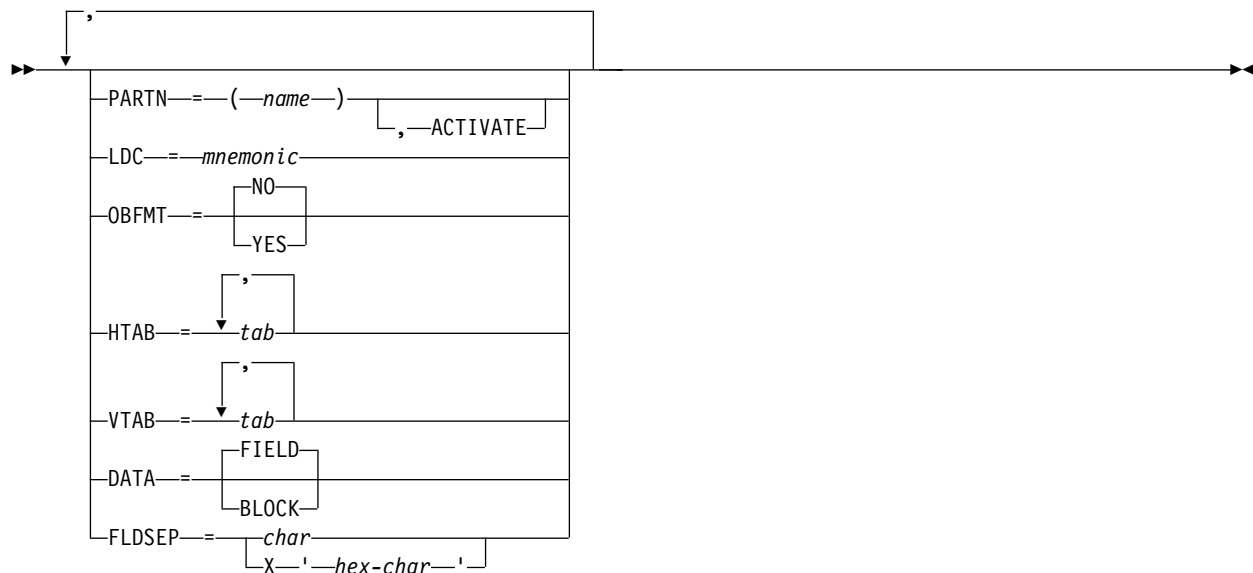 ,
PARTN = ( name )
, ACTIVATE
LDC = mnemonic
NO
OBFMT =
YES
,
HTAB = tab
,
VTAB = tab
FIELD
DATA =
BLOCK
FLDSEP = char
X ' hex-char '